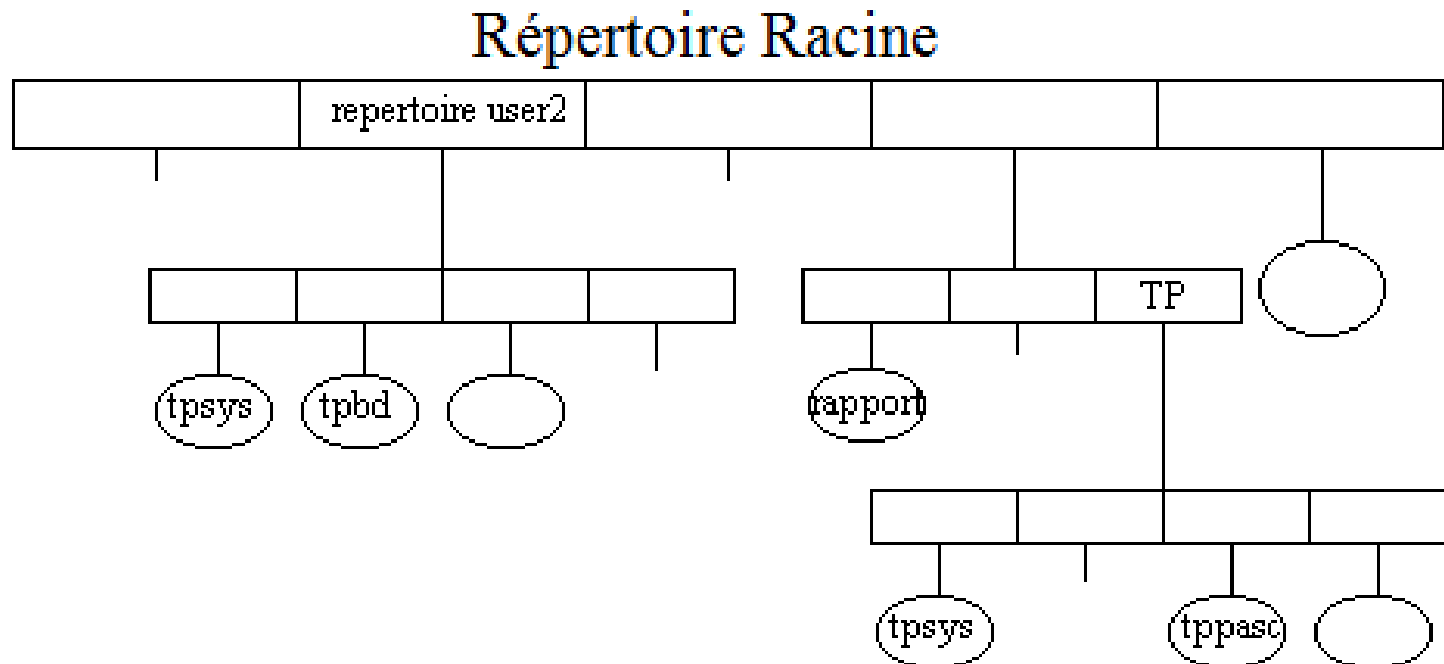 Répertoire Racine
repertoire user2
TP
tpsys
tpbd
rapport
tpsys
tppasc